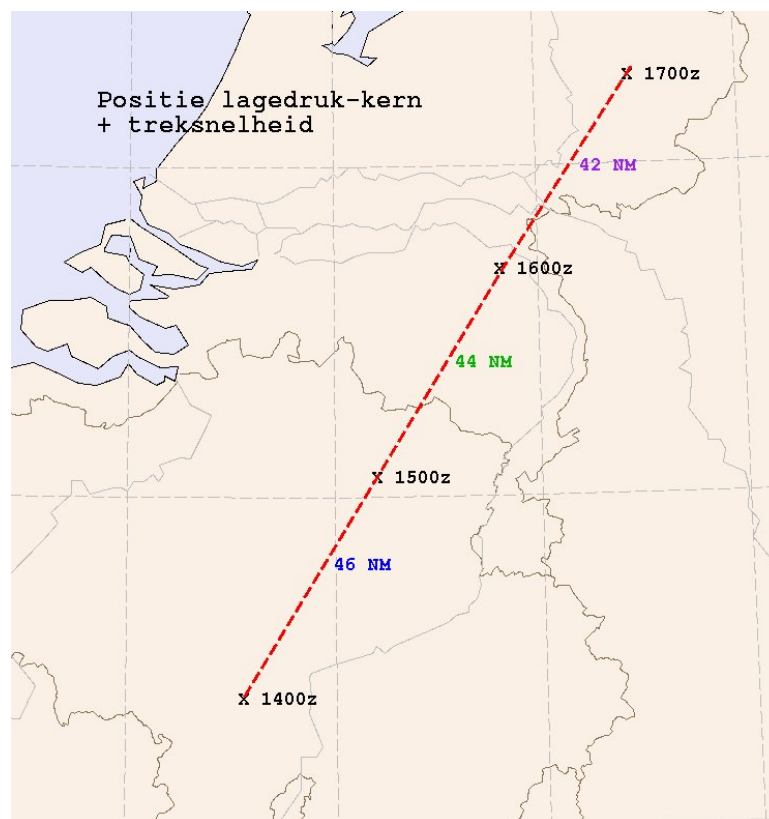 Positie lagedruk-kern
+ treksnelheid
X 1700z
42 NM
X 1600z
44 NM
X 1500z
46 NM
X 1400z